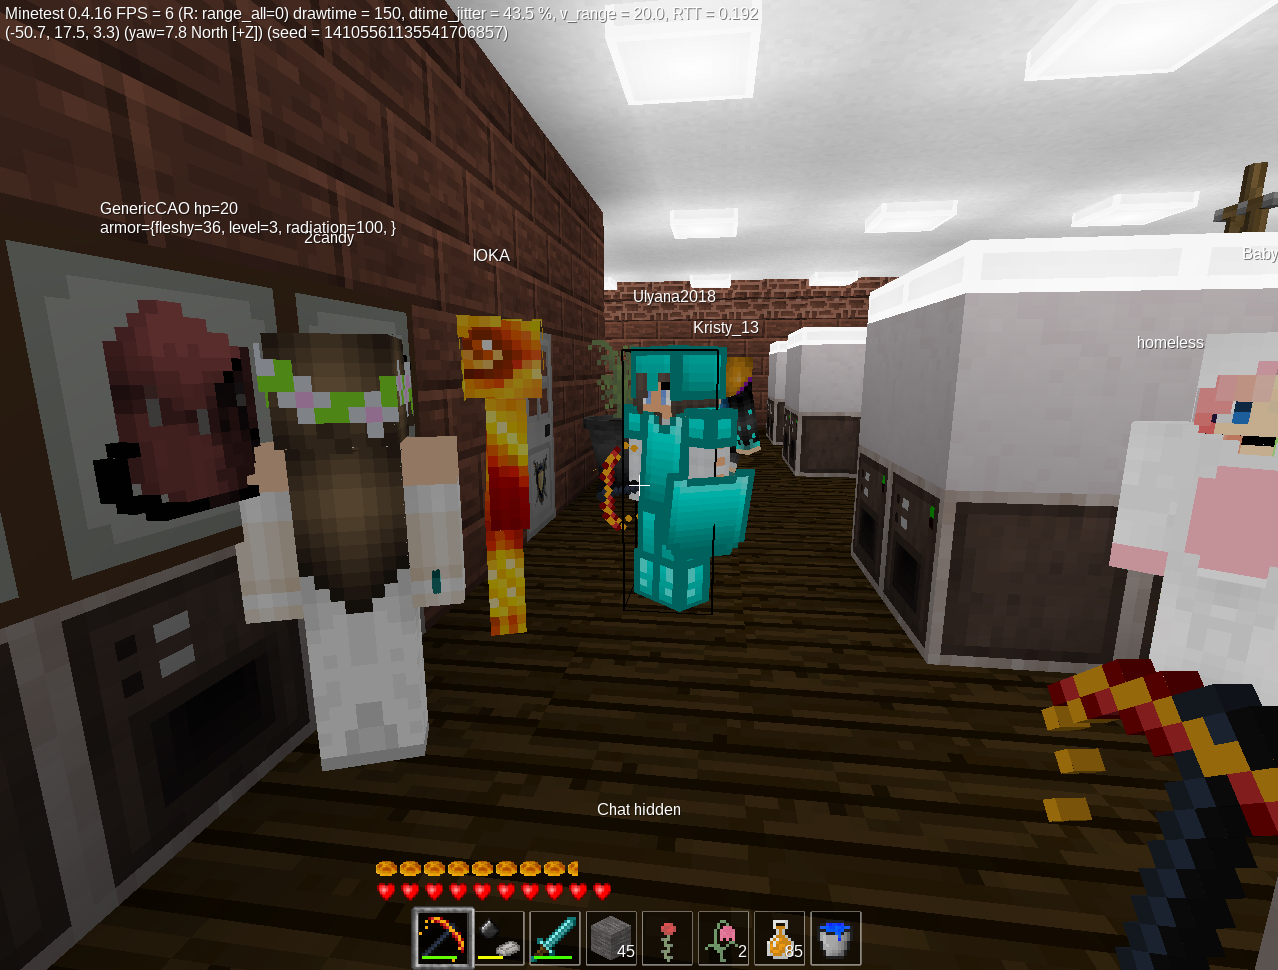 Minetest 0.4.16 FPS = 6 (R: range_all=0) drawtime = 150, dtime_jitter = 43.5 %, v_range = 20.0, RTT = 0.192
(-50.7, 17.5, 3.3) (yaw=7.8 North [+Z]) (seed = 14105561135541706857)
GenericCAO hp=20
armor={fleshy=36, level=3, radiation=100, }
2candy
IOKA
Baby
Ulyana2018
Kristy_13
homeless
Chat hidden
45
2
85